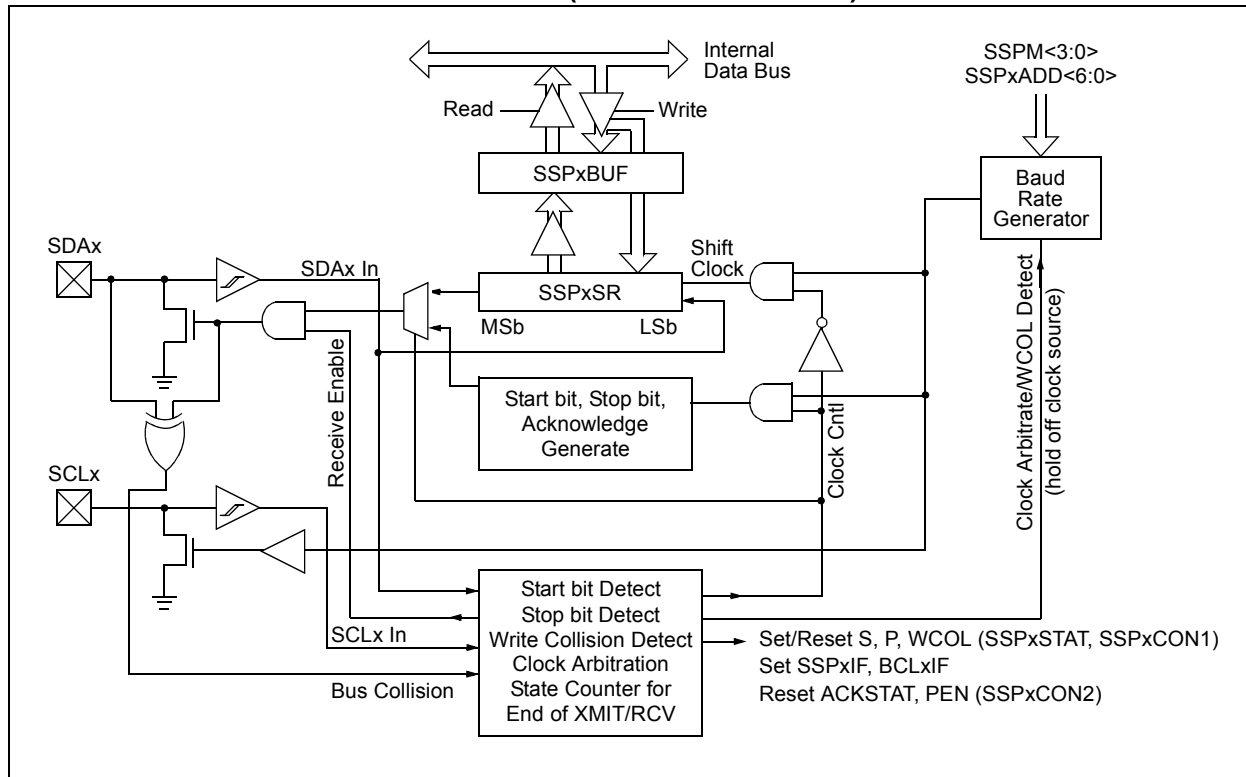 Internal
Data Bus
SSPM<3:0>
SSPxADD<6:0>
Read
Write
SSPxBUF
Baud
Rate
Generator
SDAx
SDAx In
Shift
Clock
SSPxSR
MSb
LSb
Start bit, Stop bit,
Acknowledge
Generate
Receive Enable
Clock Cntl
Clock Arbitrate/WCOL Detect
(hold off clock source)
SCLx
SCLx In
Bus Collision
Start bit Detect
Stop bit Detect
Write Collision Detect
Clock Arbitration
State Counter for
End of XMIT/RCV
Set/Reset S, P, WCOL (SSPxSTAT, SSPxCON1)
Set SSPxIF, BCLxIF
Reset ACKSTAT, PEN (SSPxCON2)